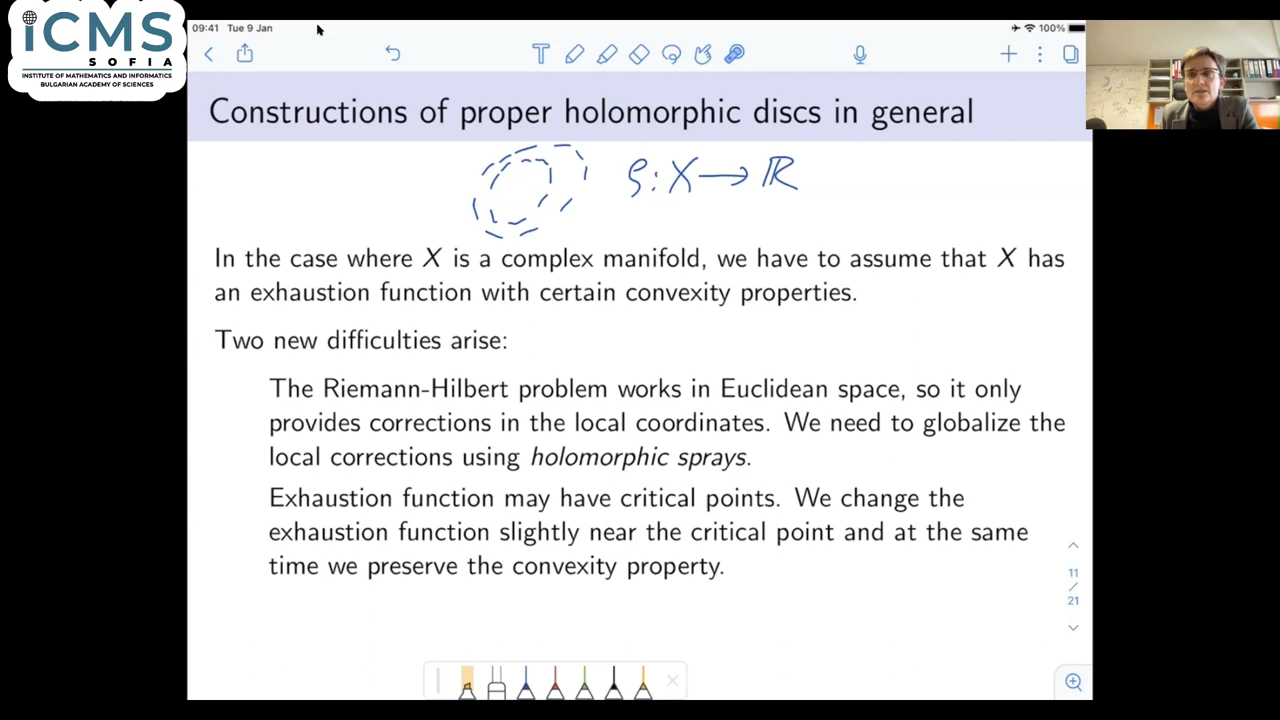 iCMS
SOFIA
INSTITUTE OF MATHEMATICS AND INFORMATICS
BULGARIAN ACADEMY OF SCIENCES
09:41 Tue 9 Jan
100%
Constructions of proper holomorphic discs in general
ρ: X → ℝ
In the case where X is a complex manifold, we have to assume that X has
an exhaustion function with certain convexity properties.
Two new difficulties arise:
The Riemann-Hilbert problem works in Euclidean space, so it only
provides corrections in the local coordinates. We need to globalize the
local corrections using holomorphic sprays.
Exhaustion function may have critical points. We change the
exhaustion function slightly near the critical point and at the same
time we preserve the convexity property.
11
/
21